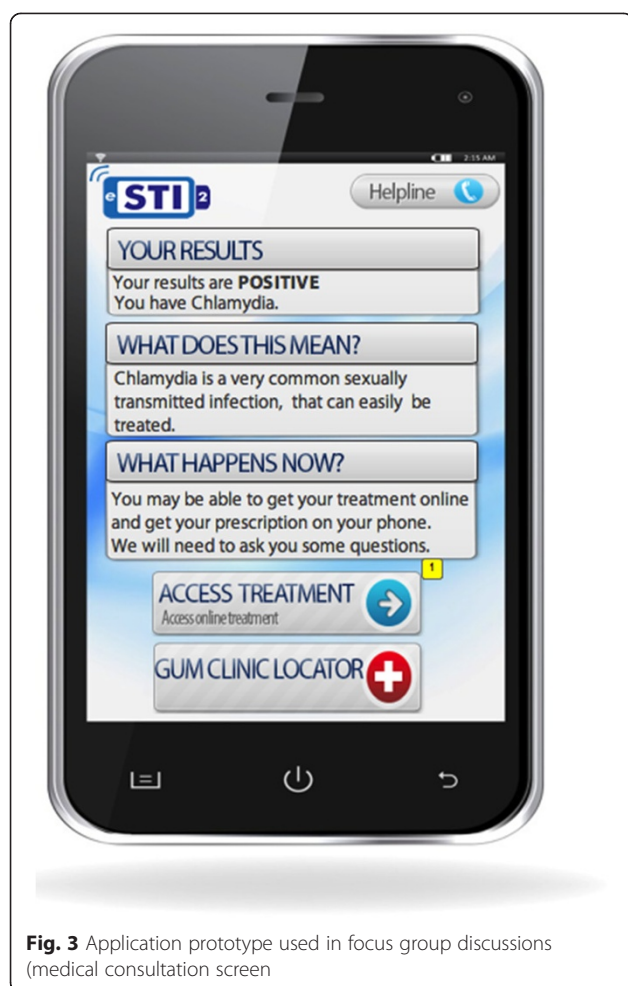 2:15 AM
eSTI2
Helpline
YOUR RESULTS
Your results are POSITIVE
You have Chlamydia.
WHAT DOES THIS MEAN?
Chlamydia is a very common sexually
transmitted infection, that can easily be
treated.
WHAT HAPPENS NOW?
You may be able to get your treatment online
and get your prescription on your phone.
We will need to ask you some questions.
1
ACCESS TREATMENT
Access online treatment
GUM CLINIC LOCATOR
Fig. 3 Application prototype used in focus group discussions
(medical consultation screen